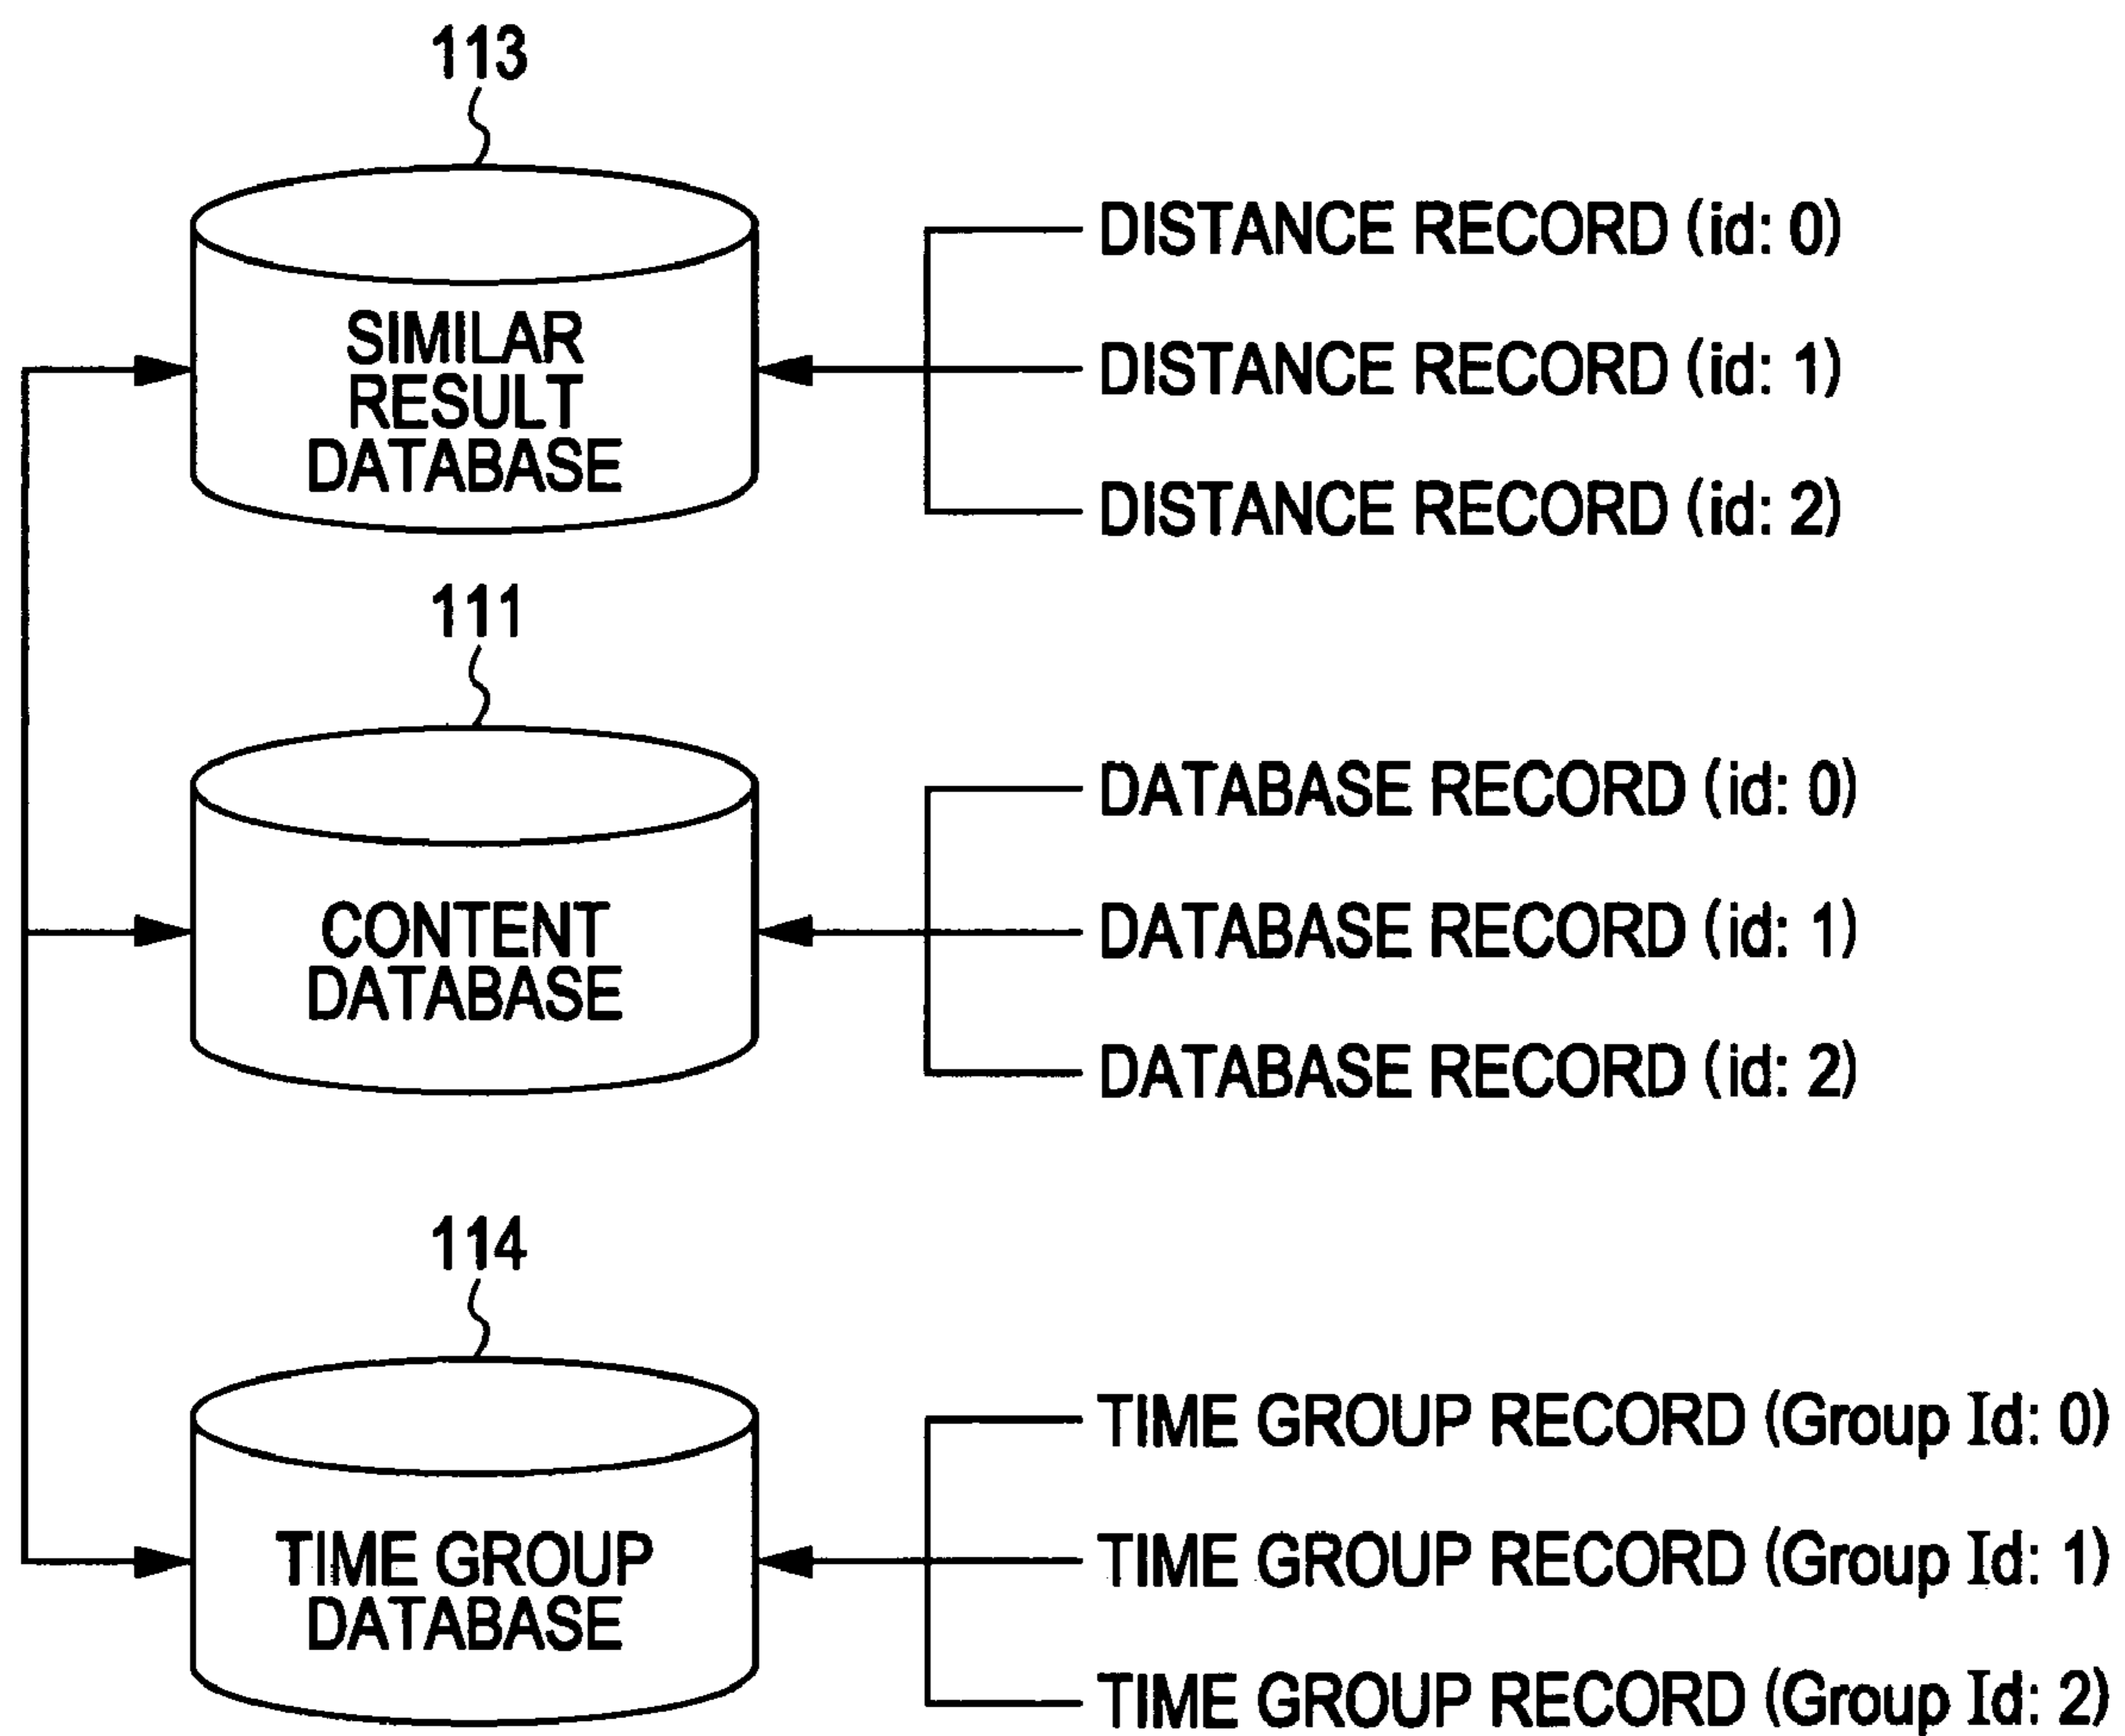 113
SIMILAR
RESULT
DATABASE
DISTANCE RECORD (id: 0)
DISTANCE RECORD (id: 1)
DISTANCE RECORD (id: 2)
111
CONTENT
DATABASE
DATABASE RECORD (id: 0)
DATABASE RECORD (id: 1)
DATABASE RECORD (id: 2)
114
TIME GROUP
DATABASE
TIME GROUP RECORD (Group Id: 0)
TIME GROUP RECORD (Group Id: 1)
TIME GROUP RECORD (Group Id: 2)